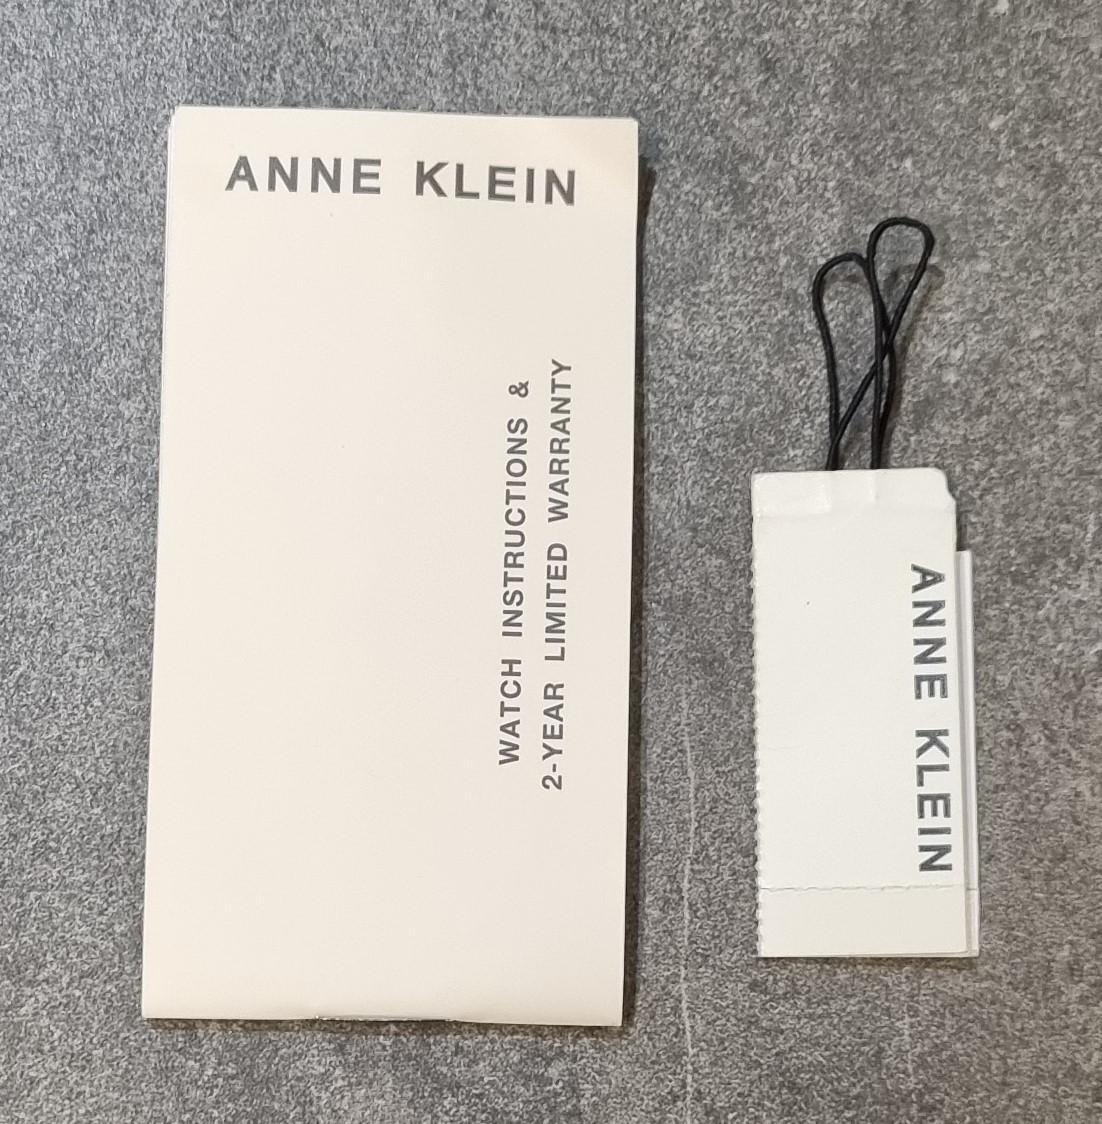 ANNE KLEIN
WATCH INSTRUCTIONS &
2-YEAR LIMITED WARRANTY
ANNE KLEIN